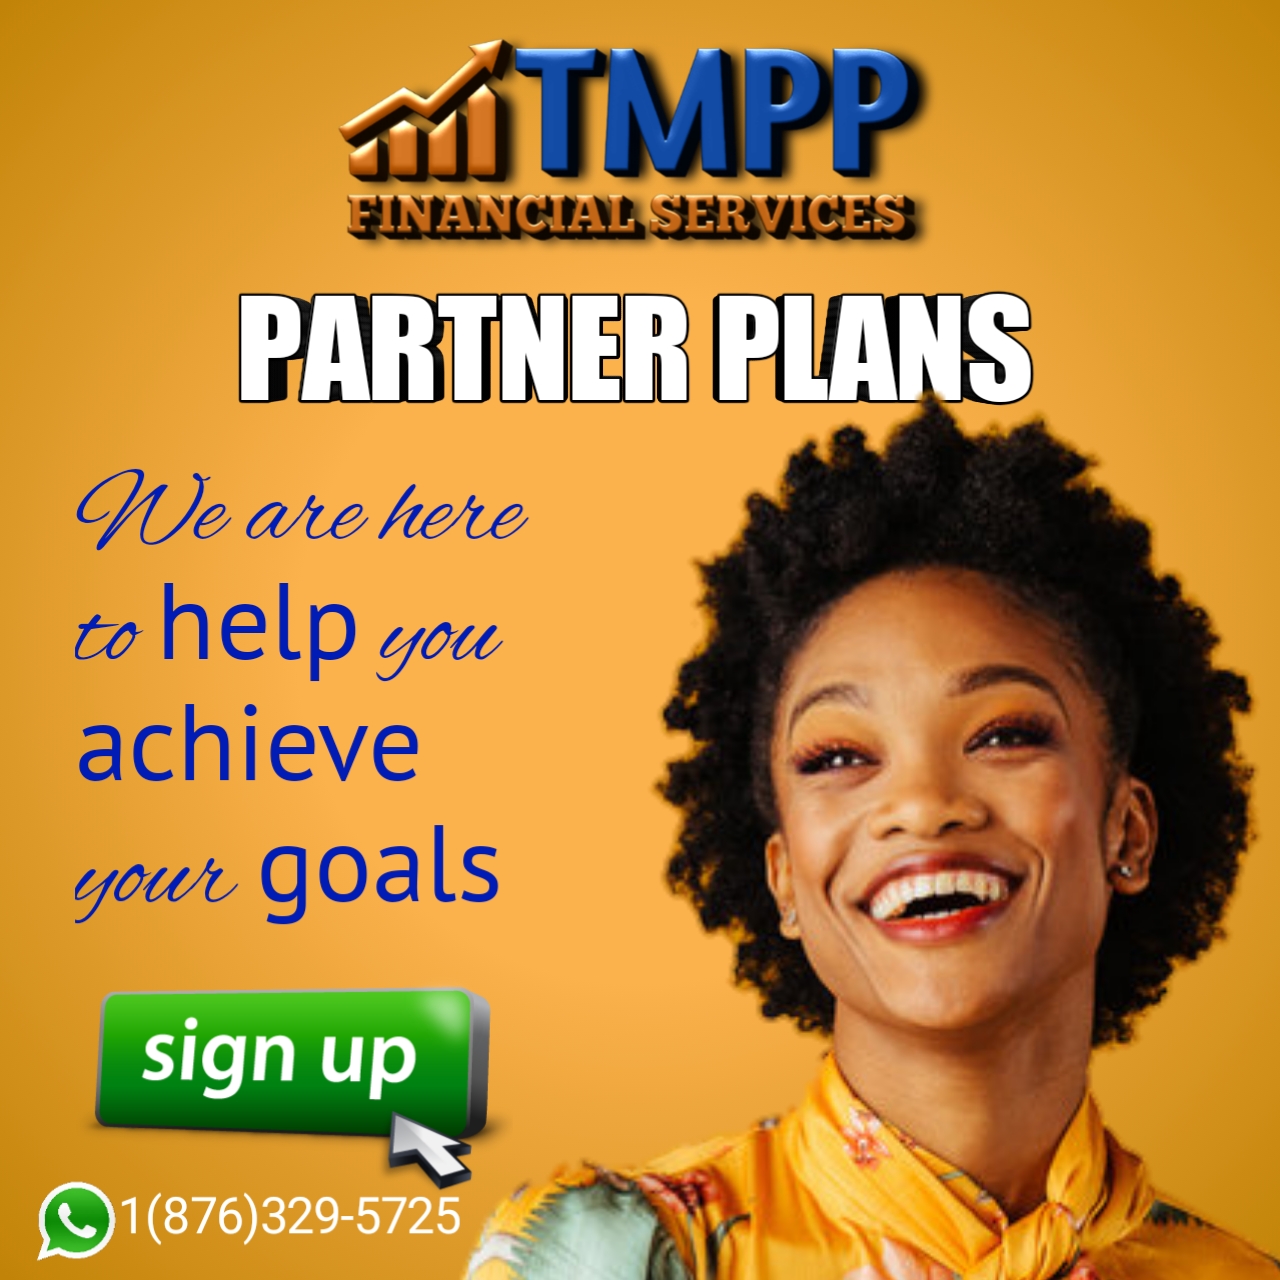 TMPP
FINANCIAL SERVICES
PARTNER PLANS
We are here
to help you
achieve
your goals
sign up
1(876)329-5725